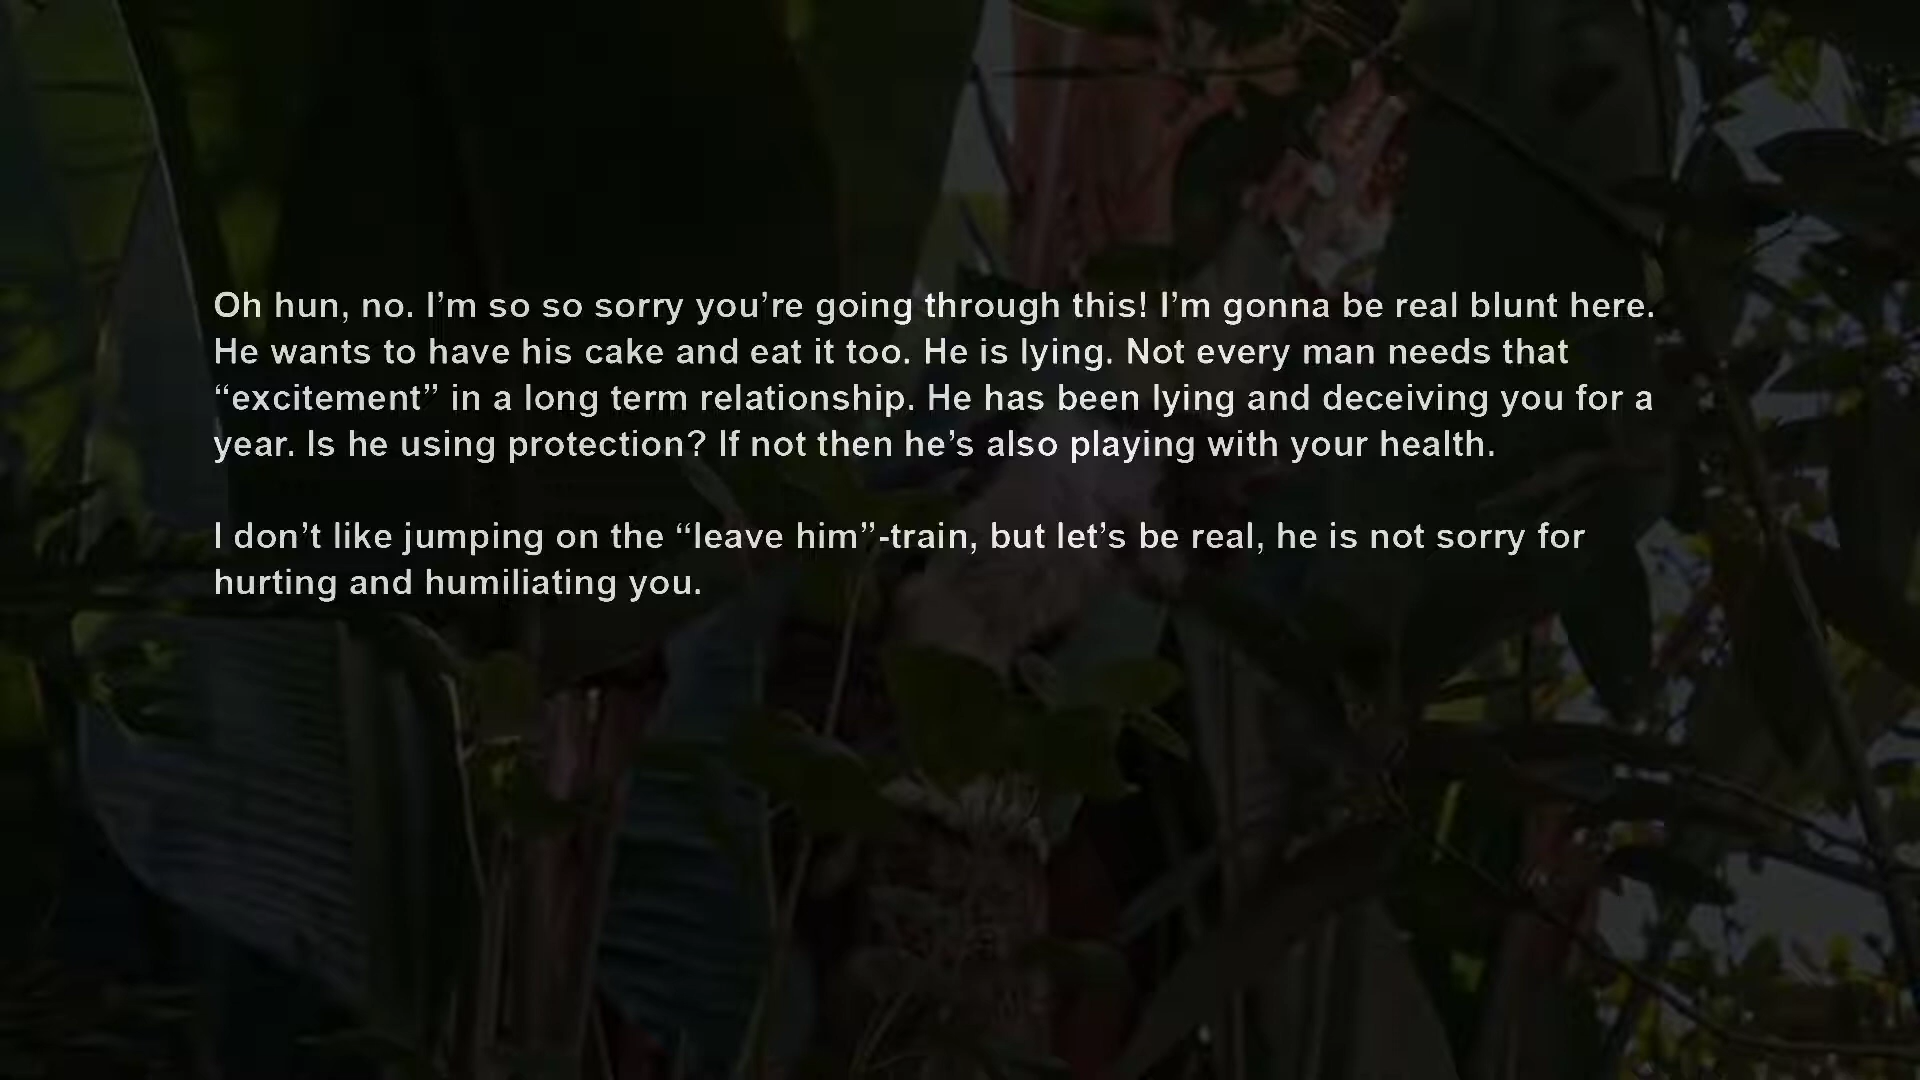 Oh hun, no. I’m so so sorry you’re going through this! I’m gonna be real blunt here.
He wants to have his cake and eat it too. He is lying. Not every man needs that
“excitement” in a long term relationship. He has been lying and deceiving you for a
year. Is he using protection? If not then he’s also playing with your health.
I don’t like jumping on the “leave him”-train, but let’s be real, he is not sorry for
hurting and humiliating you.